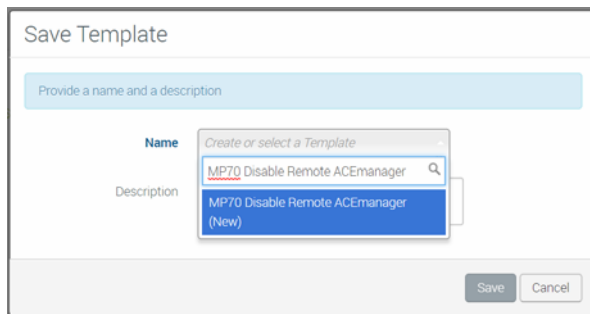 Save Template
Provide a name and a description
Name
Create or select a Template
MP70 Disable Remote ACEmanager
Description
MP70 Disable Remote ACEmanager
(New)
Save
Cancel